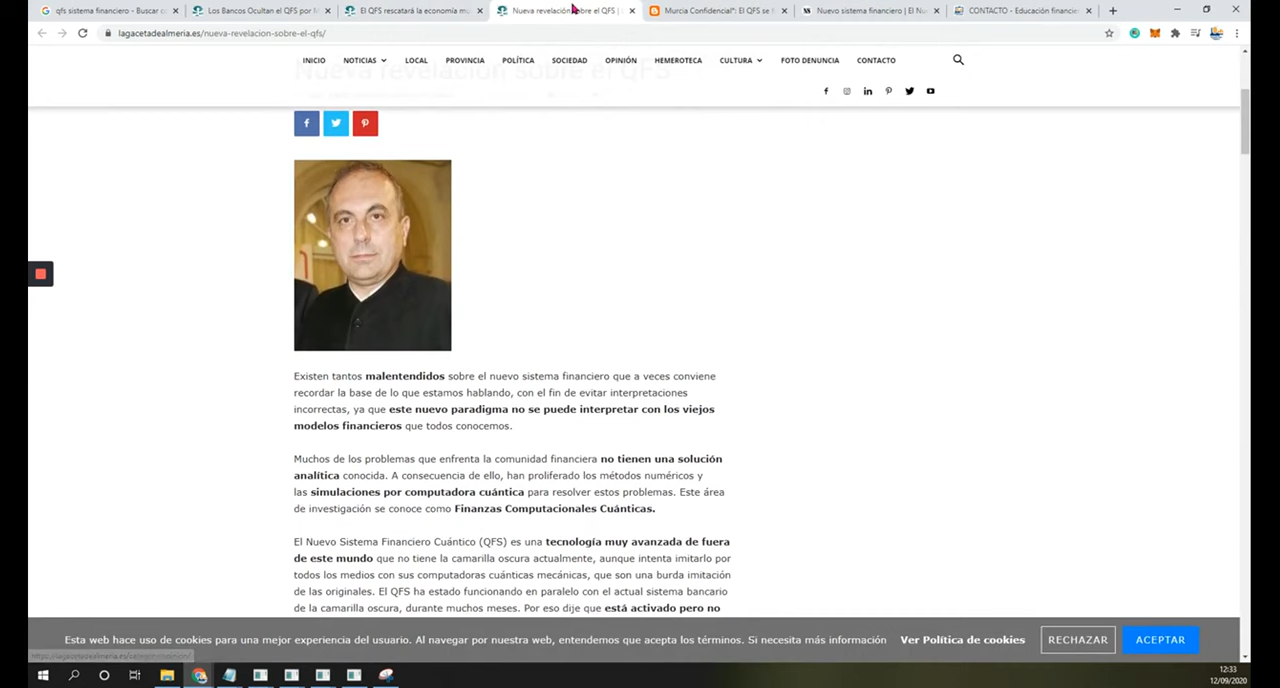 qfs sistema financiero - Buscar c
Los Bancos Ocultan el QFS por M
El QFS rescatará la economía mu
Nueva revelación sobre el QFS |
Murcia Confidencial": El QFS se
Nuevo sistema financiero | El Nu
CONTACTO - Educación financie
lagacetadealmeria.es/nueva-revelacion-sobre-el-qfs/
Nueva revelación sobre el QFS
INICIO NOTICIAS LOCAL PROVINCIA POLÍTICA SOCIEDAD OPINIÓN HEMEROTECA CULTURA FOTO DENUNCIA CONTACTO
Existen tantos malentendidos sobre el nuevo sistema financiero que a veces conviene
recordar la base de lo que estamos hablando, con el fin de evitar interpretaciones
incorrectas, ya que este nuevo paradigma no se puede interpretar con los viejos
modelos financieros que todos conocemos.
Muchos de los problemas que enfrenta la comunidad financiera no tienen una solución
analítica conocida. A consecuencia de ello, han proliferado los métodos numéricos y
las simulaciones por computadora cuántica para resolver estos problemas. Este área
de investigación se conoce como Finanzas Computacionales Cuánticas.
El Nuevo Sistema Financiero Cuántico (QFS) es una tecnología muy avanzada de fuera
de este mundo que no tiene la camarilla oscura actualmente, aunque intenta imitarlo por
todos los medios con sus computadoras cuánticas mecánicas, que son una burda imitación
de las originales. El QFS ha estado funcionando en paralelo con el actual sistema bancario
de la camarilla oscura, durante muchos meses. Por eso dije que está activado pero no
Esta web hace uso de cookies para una mejor experiencia del usuario. Al navegar por nuestra web, entendemos que acepta los términos. Si necesita más información Ver Política de cookies RECHAZAR ACEPTAR
https://lagacetadealmeria.es/category/opinion/
12:33
12/09/2020